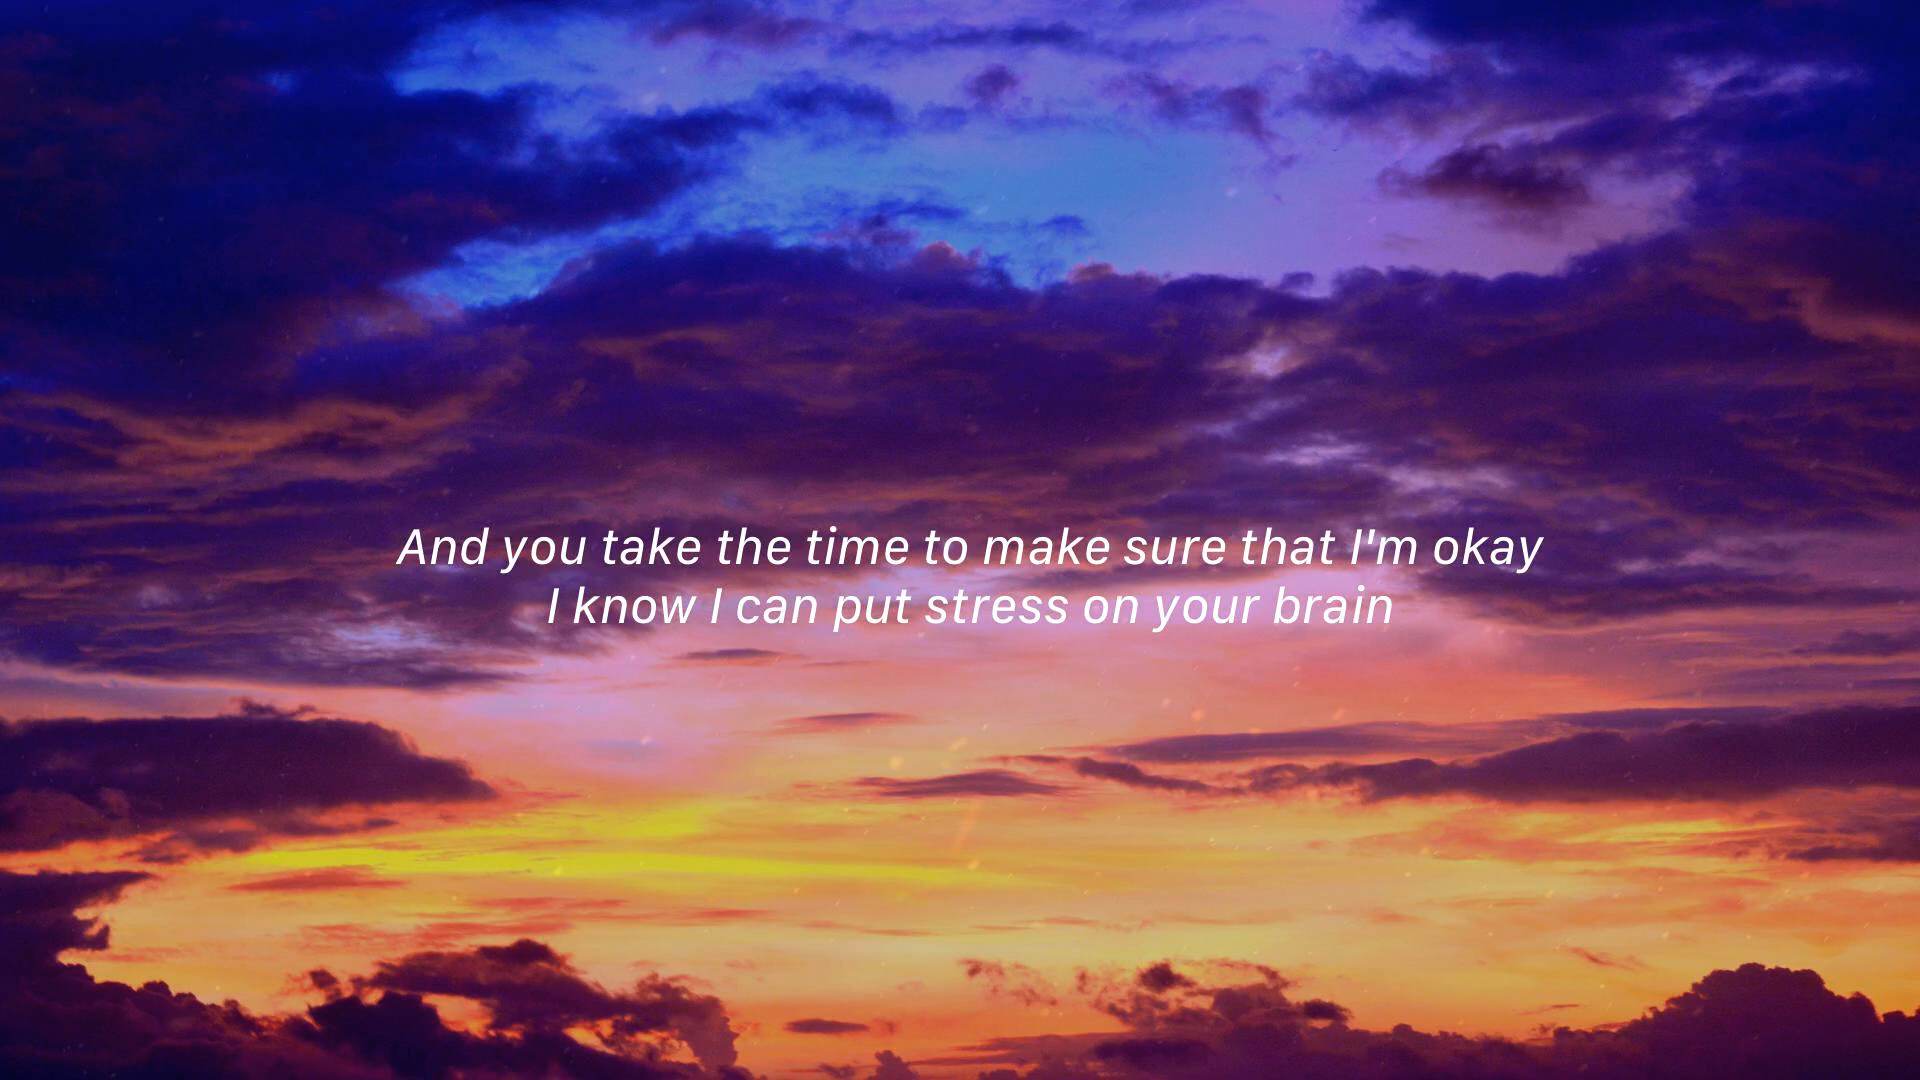 And you take the time to make sure that I'm okay
I know I can put stress on your brain